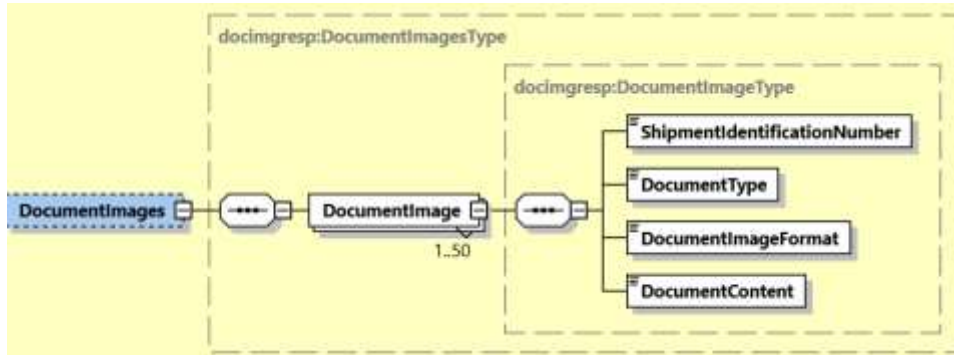 docimgresp:DocumentImagesType
docimgresp:DocumentImageType
ShipmentIdentificationNumber
DocumentType
DocumentImages
DocumentImage
DocumentImageFormat
1..50
DocumentContent